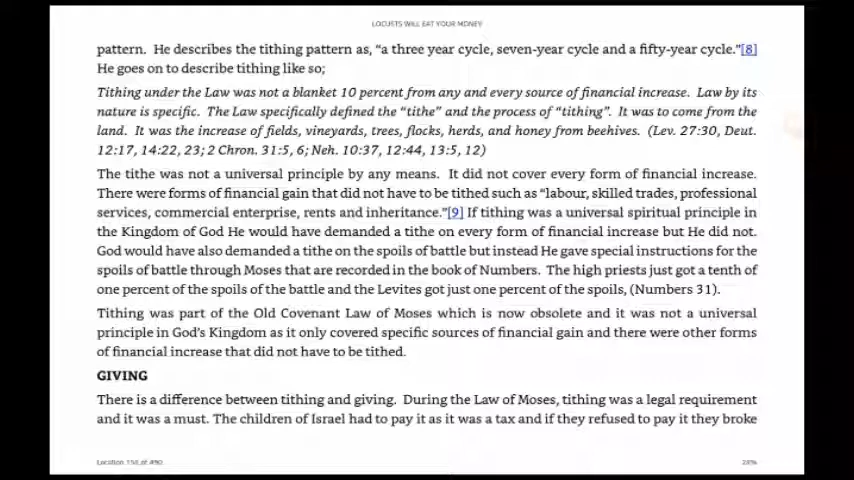 LOCUSTS WILL EAT YOUR MONEY
pattern. He describes the tithing pattern as, “a three year cycle, seven-year cycle and a fifty-year cycle.”[8]
He goes on to describe tithing like so;
Tithing under the Law was not a blanket 10 percent from any and every source of financial increase. Law by its
nature is specific. The Law specifically defined the “tithe” and the process of “tithing”. It was to come from the
land. It was the increase of fields, vineyards, trees, flocks, herds, and honey from beehives. (Lev. 27:30, Deut.
12:17, 14:22, 23; 2 Chron. 31:5, 6; Neh. 10:37, 12:44, 13:5, 12)
The tithe was not a universal principle by any means. It did not cover every form of financial increase.
There were forms of financial gain that did not have to be tithed such as “labour, skilled trades, professional
services, commercial enterprise, rents and inheritance.”[9] If tithing was a universal spiritual principle in
the Kingdom of God He would have demanded a tithe on every form of financial increase but He did not.
God would have also demanded a tithe on the spoils of battle but instead He gave special instructions for the
spoils of battle through Moses that are recorded in the book of Numbers. The high priests just got a tenth of
one percent of the spoils of the battle and the Levites got just one percent of the spoils, (Numbers 31).
Tithing was part of the Old Covenant Law of Moses which is now obsolete and it was not a universal
principle in God’s Kingdom as it only covered specific sources of financial gain and there were other forms
of financial increase that did not have to be tithed.
GIVING
There is a difference between tithing and giving. During the Law of Moses, tithing was a legal requirement
and it was a must. The children of Israel had to pay it as it was a tax and if they refused to pay it they broke
Location of 490